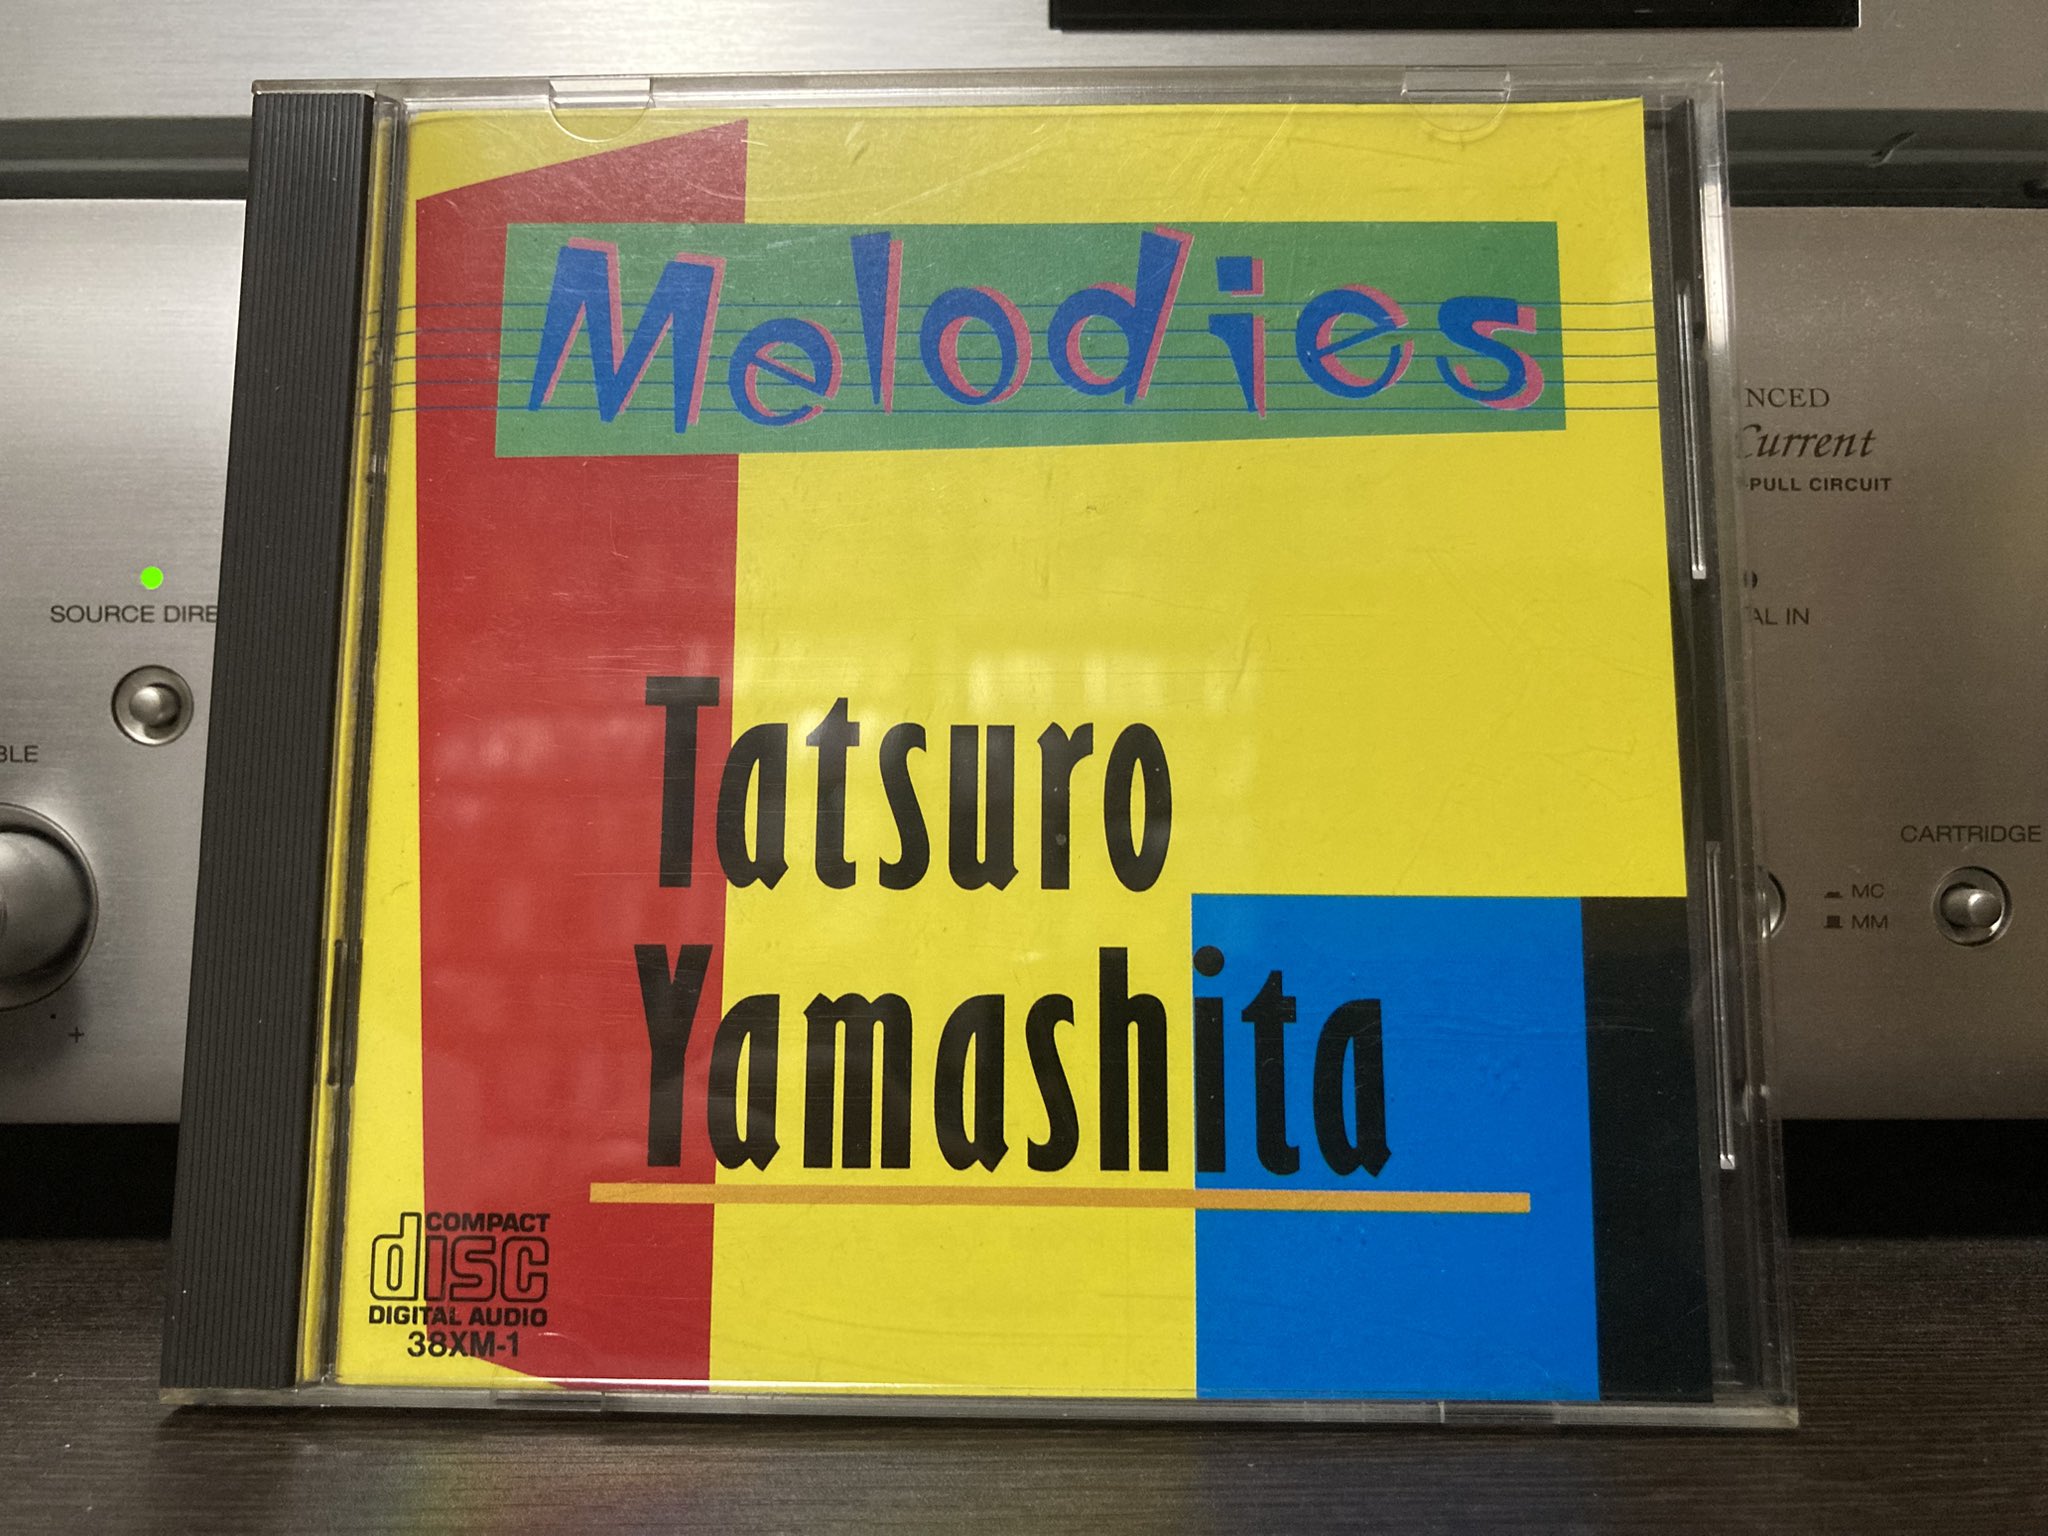 Melodies
Tatsuro
Yamashita
COMPACT
disc
DIGITAL AUDIO
38XM-1
SOURCE DIRE
BLE
+
NCED
Current
-PULL CIRCUIT
AL IN
CARTRIDGE
MC
MM